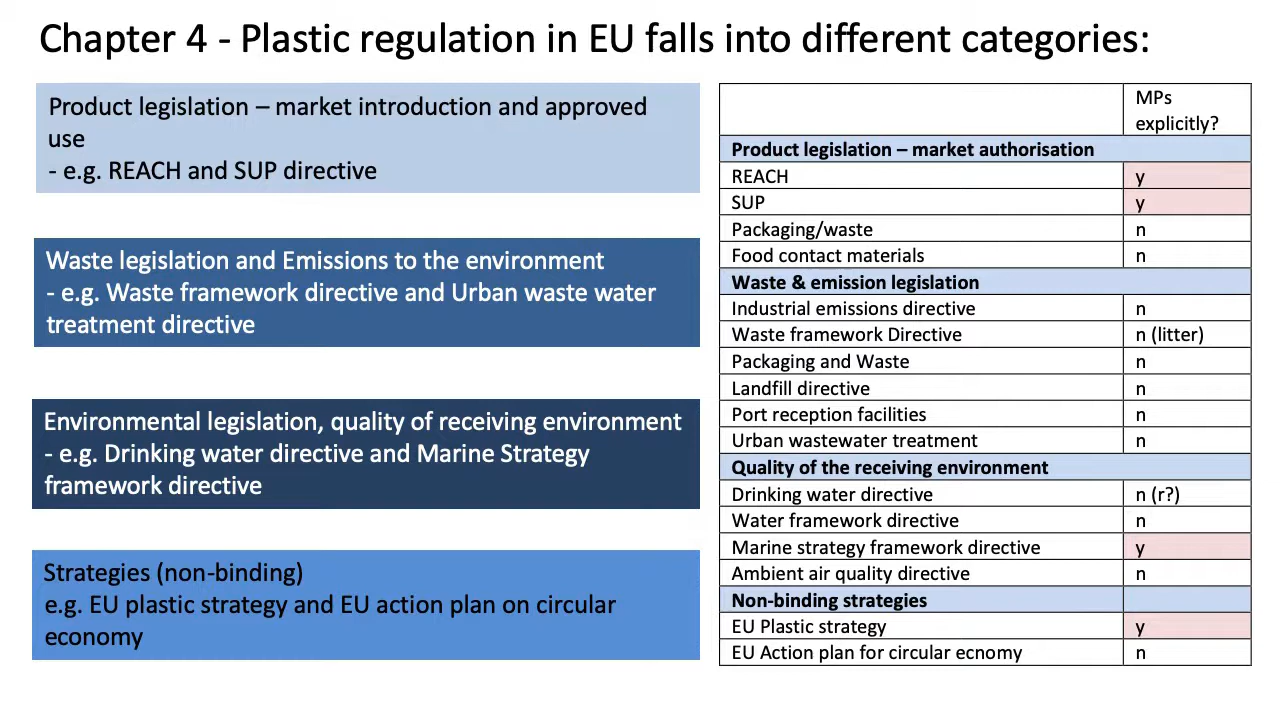 Chapter 4 - Plastic regulation in EU falls into different categories:
Product legislation – market introduction and approved
use
- e.g. REACH and SUP directive
Waste legislation and Emissions to the environment
- e.g. Waste framework directive and Urban waste water
treatment directive
Environmental legislation, quality of receiving environment
- e.g. Drinking water directive and Marine Strategy
framework directive
Strategies (non-binding)
e.g. EU plastic strategy and EU action plan on circular
economy
MPs
explicitly?
Product legislation – market authorisation
REACH y
SUP y
Packaging/waste n
Food contact materials n
Waste & emission legislation
Industrial emissions directive n
Waste framework Directive n (litter)
Packaging and Waste n
Landfill directive n
Port reception facilities n
Urban wastewater treatment n
Quality of the receiving environment
Drinking water directive n (r?)
Water framework directive n
Marine strategy framework directive y
Ambient air quality directive n
Non-binding strategies
EU Plastic strategy y
EU Action plan for circular ecnomy n